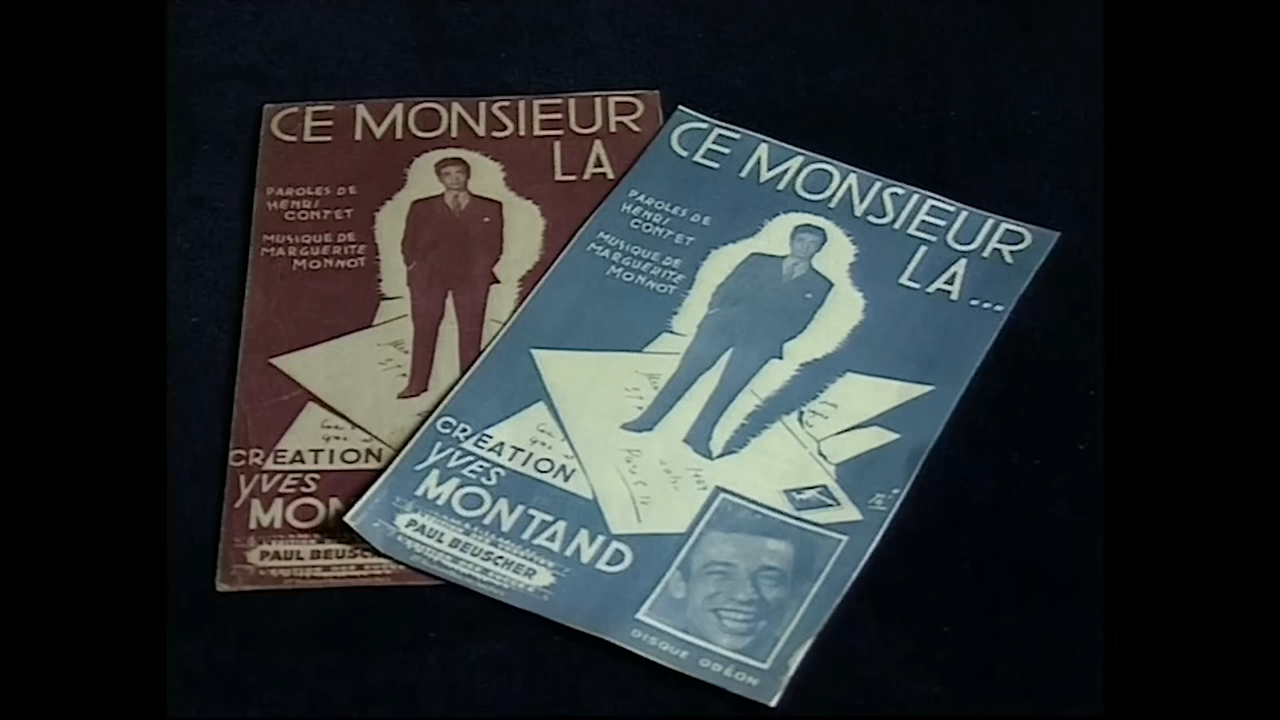 CE MONSIEUR
LA
PAROLES DE
HENRI
CONTET
MUSIQUE DE
MARGUERITE
MONNOT
CREATION
YVES
MON
PAUL BEUSCH
CE MONSIEUR
LA...
PAROLES DE
HENRI
CONTET
MUSIQUE DE
MARGUERITE
MONNOT
CREATION
YVES
MONTAND
PAUL BEUSCHER
DISQUE ODÉON